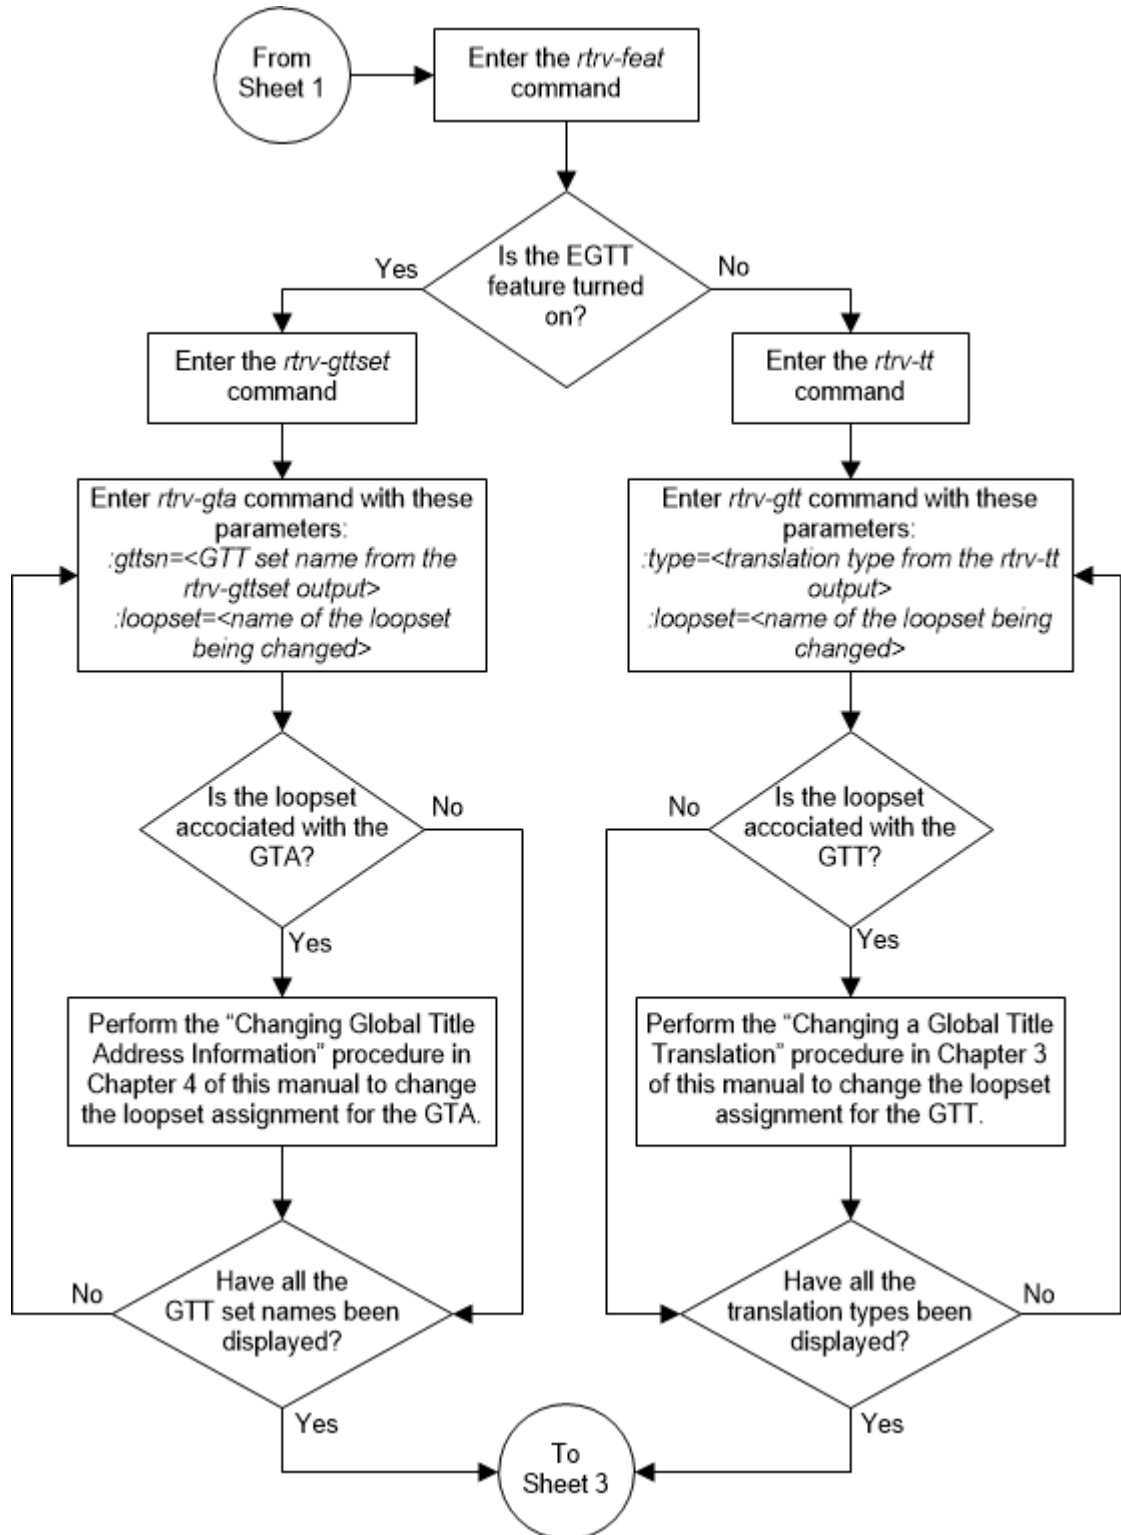 From
Sheet 1
Enter the rtrv-feat
command
Is the EGTT
feature turned
on?
Yes
No
Enter the rtrv-gttset
command
Enter the rtrv-tt
command
Enter rtrv-gta command with these
parameters:
:gttsn=<GTT set name from the
rtrv-gttset output>
:loopset=<name of the loopset
being changed>
Enter rtrv-gtt command with these
parameters:
:type=<translation type from the rtrv-tt
output>
:loopset=<name of the loopset being
changed>
Is the loopset
accociated with the
GTA?
No
Yes
No
Is the loopset
accociated with the
GTT?
Yes
Perform the “Changing Global Title
Address Information” procedure in
Chapter 4 of this manual to change
the loopset assignment for the GTA.
Perform the “Changing a Global Title
Translation” procedure in Chapter 3
of this manual to change the loopset
assignment for the GTT.
No
Have all the
GTT set names been
displayed?
Yes
Have all the
translation types been
displayed?
No
Yes
To
Sheet 3